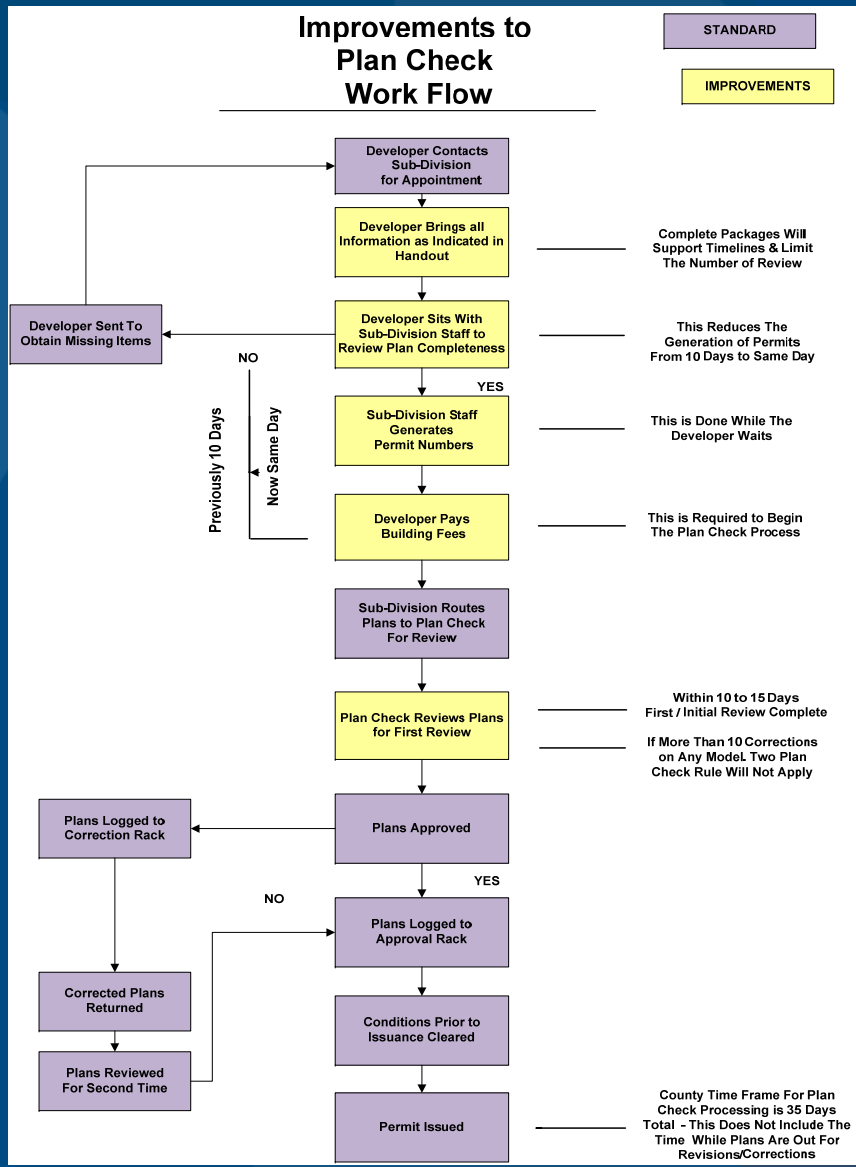 Improvements to
Plan Check
Work Flow
STANDARD
IMPROVEMENTS
Developer Contacts
Sub-Division
for Appointment
Developer Brings all
Information as Indicated in
Handout
Complete Packages Will
Support Timelines & Limit
The Number of Review
Developer Sent To
Obtain Missing Items
Developer Sits With
Sub-Division Staff to
Review Plan Completeness
This Reduces The
Generation of Permits
From 10 Days to Same Day
NO
YES
Previously 10 Days
Now Same Day
Sub-Division Staff
Generates
Permit Numbers
This is Done While The
Developer Waits
Developer Pays
Building Fees
This is Required to Begin
The Plan Check Process
Sub-Division Routes
Plans to Plan Check
For Review
Plan Check Reviews Plans
for First Review
Within 10 to 15 Days
First / Initial Review Complete
If More Than 10 Corrections
on Any Model. Two Plan
Check Rule Will Not Apply
Plans Logged to
Correction Rack
Plans Approved
YES
NO
Plans Logged to
Approval Rack
Corrected Plans
Returned
Conditions Prior to
Issuance Cleared
Plans Reviewed
For Second Time
Permit Issued
County Time Frame For Plan
Check Processing is 35 Days
Total - This Does Not Include The
Time While Plans Are Out For
Revisions/Corrections